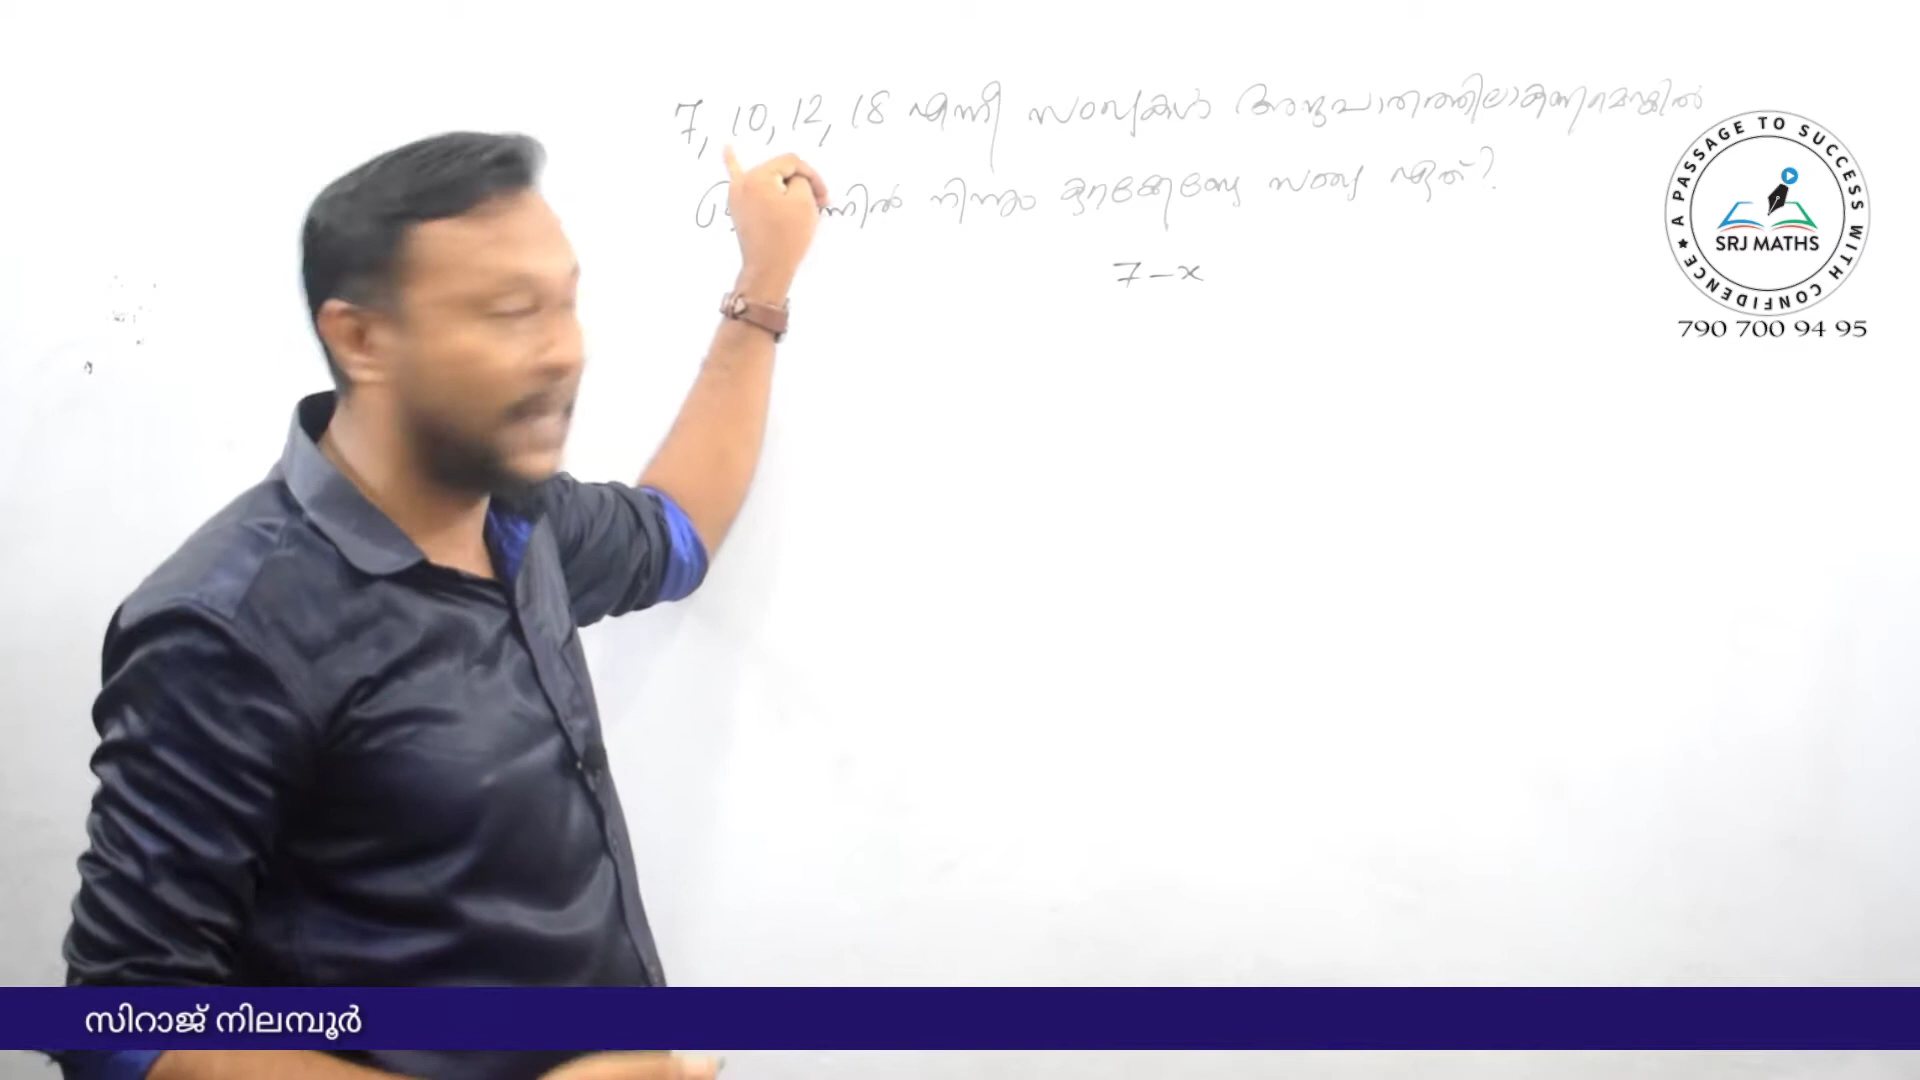 7, 10, 12, 18 എന്നീ സംഖ്യകൾ അനുപാതത്തിലാകണമെങ്കിൽ
നിന്നും കുറക്കേണ്ട സംഖ്യ ഏത്?
7 – x
A PASSAGE TO SUCCESS WITH CONFIDENCE
SRJ MATHS
790 700 94 95
സിറാജ് നിലമ്പൂർ